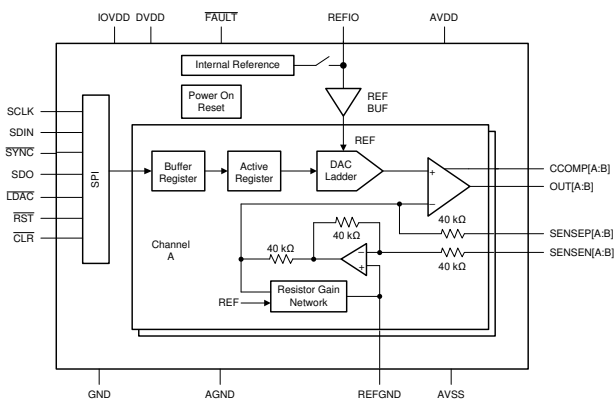 IOVDD DVDD FAULT REFIO AVDD
Internal Reference
Power On
Reset
REF
BUF
REF
SCLK
SDIN
SYNC
SDO
LDAC
RST
CLR
SPI
Buffer
Register
Active
Register
DAC
Ladder
+
–
CCOMP[A:B]
OUT[A:B]
SENSEP[A:B]
SENSEN[A:B]
40 kΩ
40 kΩ
40 kΩ
40 kΩ
–
+
Channel
A
Resistor Gain
Network
REF
GND AGND REFGND AVSS